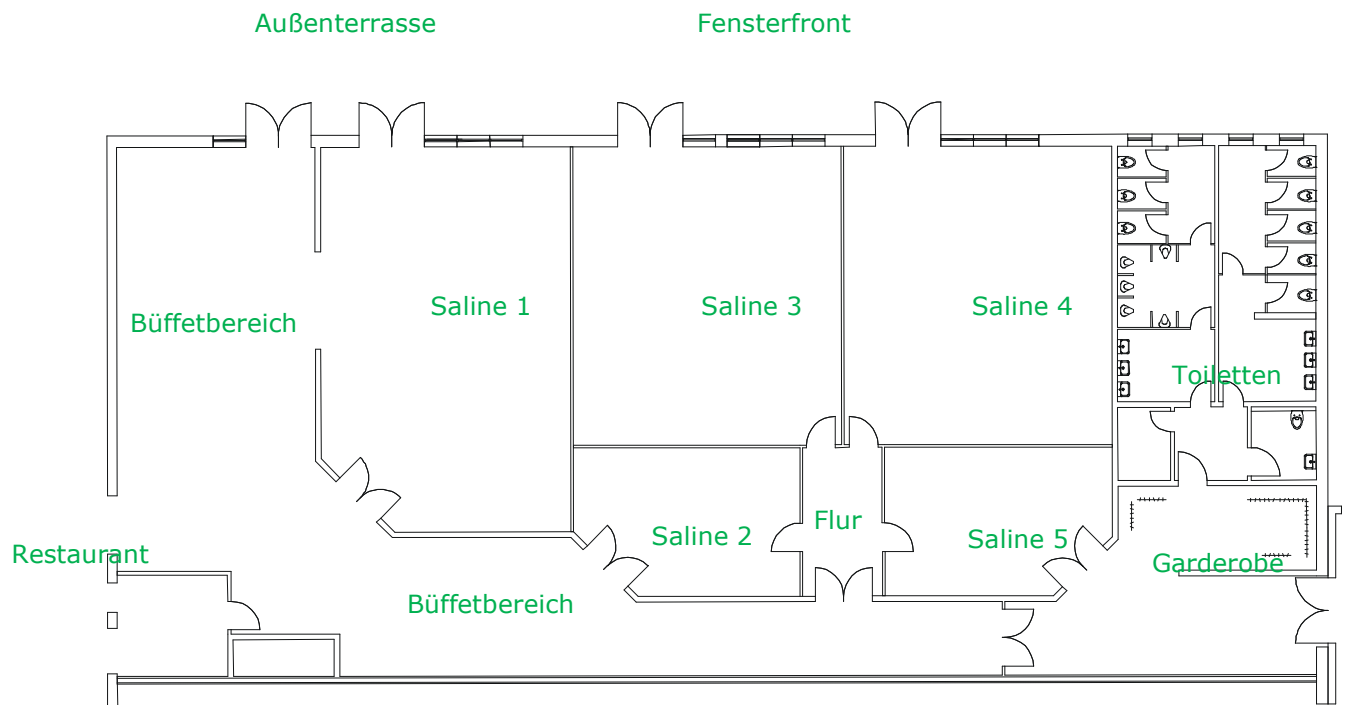 Außenterrasse Fensterfront
Saline 1 Saline 3 Saline 4
Büffetbereich
Toiletten
Flur
Saline 2 Saline 5
Restaurant Garderobe
Büffetbereich